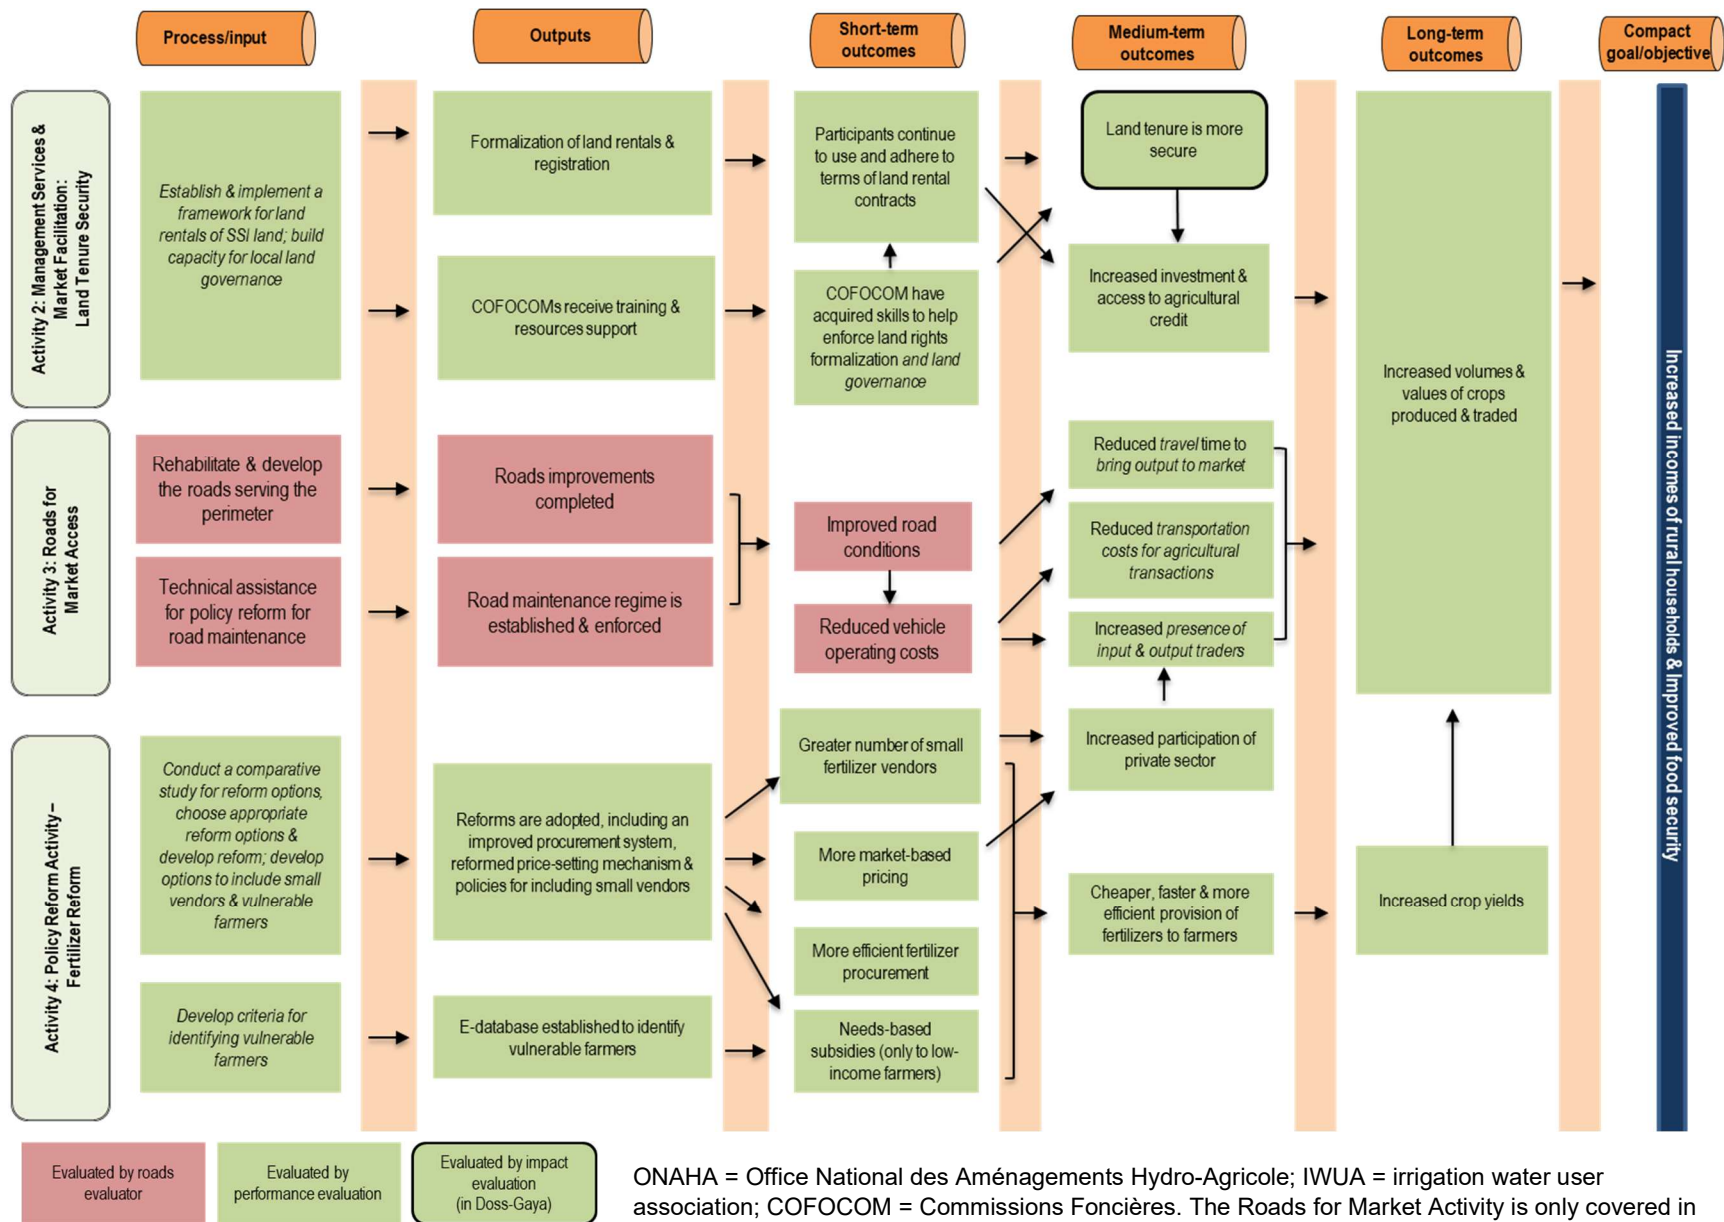 Process/input
Outputs
Short-term
outcomes
Medium-term
outcomes
Long-term
outcomes
Compact
goal/objective
Activity 2: Management Services &
Market Facilitation:
Land Tenure Security
Establish & implement a
framework for land
rentals of SSI land; build
capacity for local land
governance
Formalization of land rentals &
registration
COFOCOMs receive training &
resources support
Participants continue
to use and adhere to
terms of land rental
contracts
COFOCOM have
acquired skills to help
enforce land rights
formalization and land
governance
Land tenure is more
secure
Increased investment &
access to agricultural
credit
Increased volumes &
values of crops
produced & traded
Increased incomes of rural households & Improved food security
Activity 3: Roads for
Market Access
Rehabilitate & develop
the roads serving the
perimeter
Technical assistance
for policy reform for
road maintenance
Roads improvements
completed
Road maintenance regime is
established & enforced
Improved road
conditions
Reduced vehicle
operating costs
Reduced travel time to
bring output to market
Reduced transportation
costs for agricultural
transactions
Increased presence of
input & output traders
Activity 4: Policy Reform Activity –
Fertilizer Reform
Conduct a comparative
study for reform options,
choose appropriate
reform options &
develop reform; develop
options to include small
vendors & vulnerable
farmers
Develop criteria for
identifying vulnerable
farmers
Reforms are adopted, including an
improved procurement system,
reformed price-setting mechanism &
policies for including small vendors
E-database established to identify
vulnerable farmers
Greater number of small
fertilizer vendors
More market-based
pricing
More efficient fertilizer
procurement
Needs-based
subsidies (only to low-
income farmers)
Increased participation of
private sector
Cheaper, faster & more
efficient provision of
fertilizers to farmers
Increased crop yields
Evaluated by roads
evaluator
Evaluated by
performance evaluation
Evaluated by impact
evaluation
(in Doss-Gaya)
ONAHA = Office National des Aménagements Hydro-Agricole; IWUA = irrigation water user
association; COFOCOM = Commissions Foncières. The Roads for Market Activity is only covered in